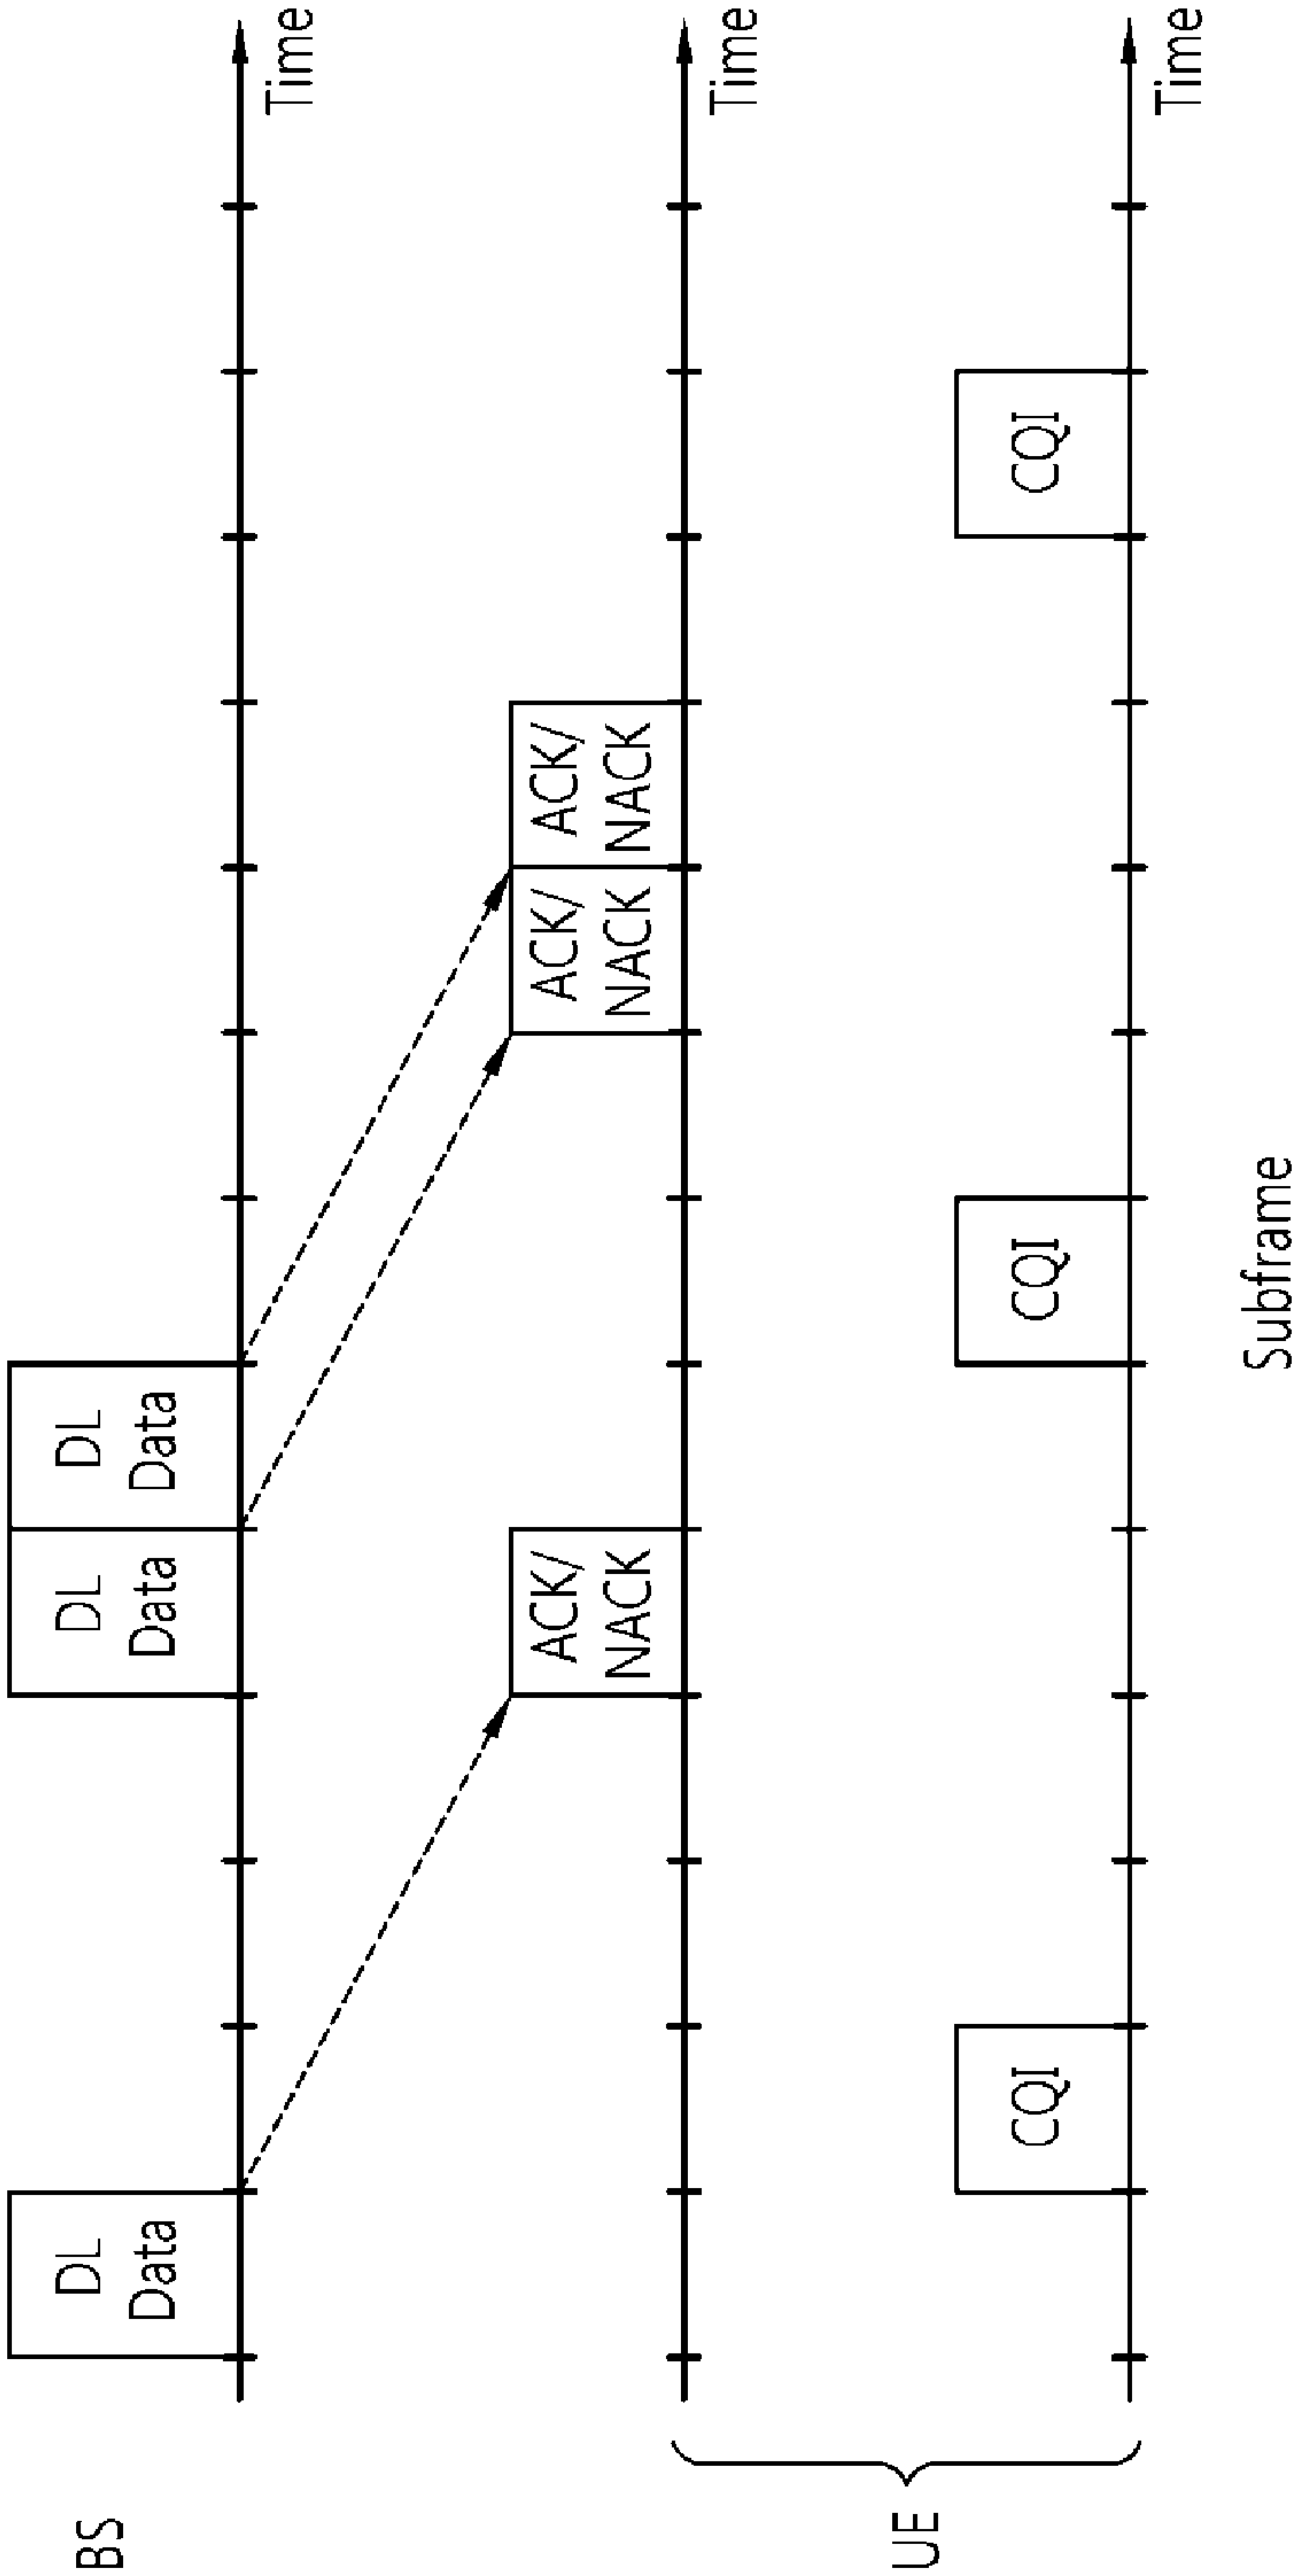 BS
DL
Data
DL
Data
DL
Data
Time
ACK/
NACK
ACK/
NACK
ACK/
NACK
Time
UE
CQI
CQI
CQI
Time
Subframe